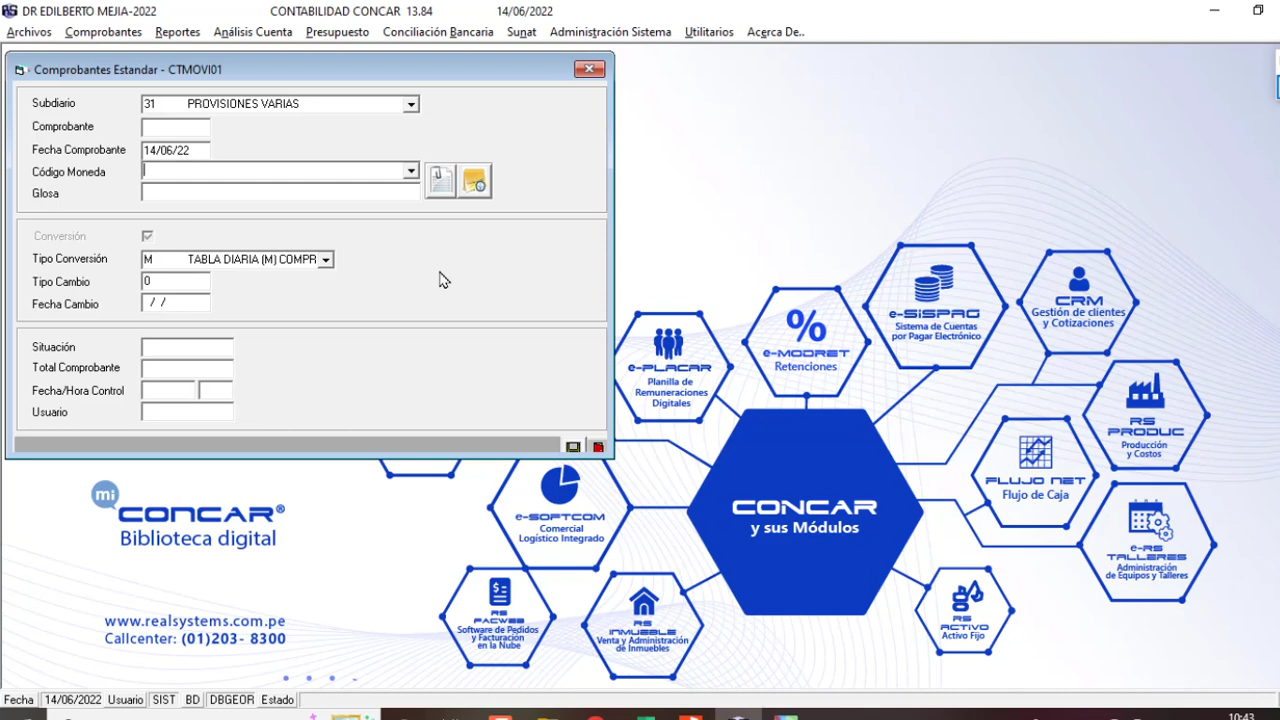 DR EDILBERTO MEJIA-2022 CONTABILIDAD CONCAR 13.84 14/06/2022
Archivos Comprobantes Reportes Análisis Cuenta Presupuesto Conciliación Bancaria Sunat Administración Sistema Utilitarios Acerca De..
Comprobantes Estandar - CTMOVI01
Subdiario 31 PROVISIONES VARIAS
Comprobante
Fecha Comprobante 14/06/22
Código Moneda
Glosa
Conversión
Tipo Conversión M TABLA DIARIA (M) COMPR
Tipo Cambio 0
Fecha Cambio / /
Situación
Total Comprobante
Fecha/Hora Control
Usuario
e-PLACAR
Planilla de
Remuneraciones
Digitales
%
e-MODRET
Retenciones
e-SISPAG
Sistema de Cuentas
por Pagar Electrónico
CRM
Gestión de clientes
y Cotizaciones
RS
PRODUC
Producción
y Costos
FLUJO NET
Flujo de Caja
e-RS
TALLERES
Administración
de Equipos y Talleres
CONCAR
y sus Módulos
e-SOFTCOM
Comercial
Logístico Integrado
RS
PACWEB
Software de Pedidos
y Facturación
en la Nube
RS
INMUEBLE
Venta y Administración
de Inmuebles
RS
ACTIVO
Activo Fijo
mi
CONCAR®
Biblioteca digital
www.realsystems.com.pe
Callcenter: (01)203- 8300
Fecha 14/06/2022 Usuario SIST BD DBGEOR Estado
10:43